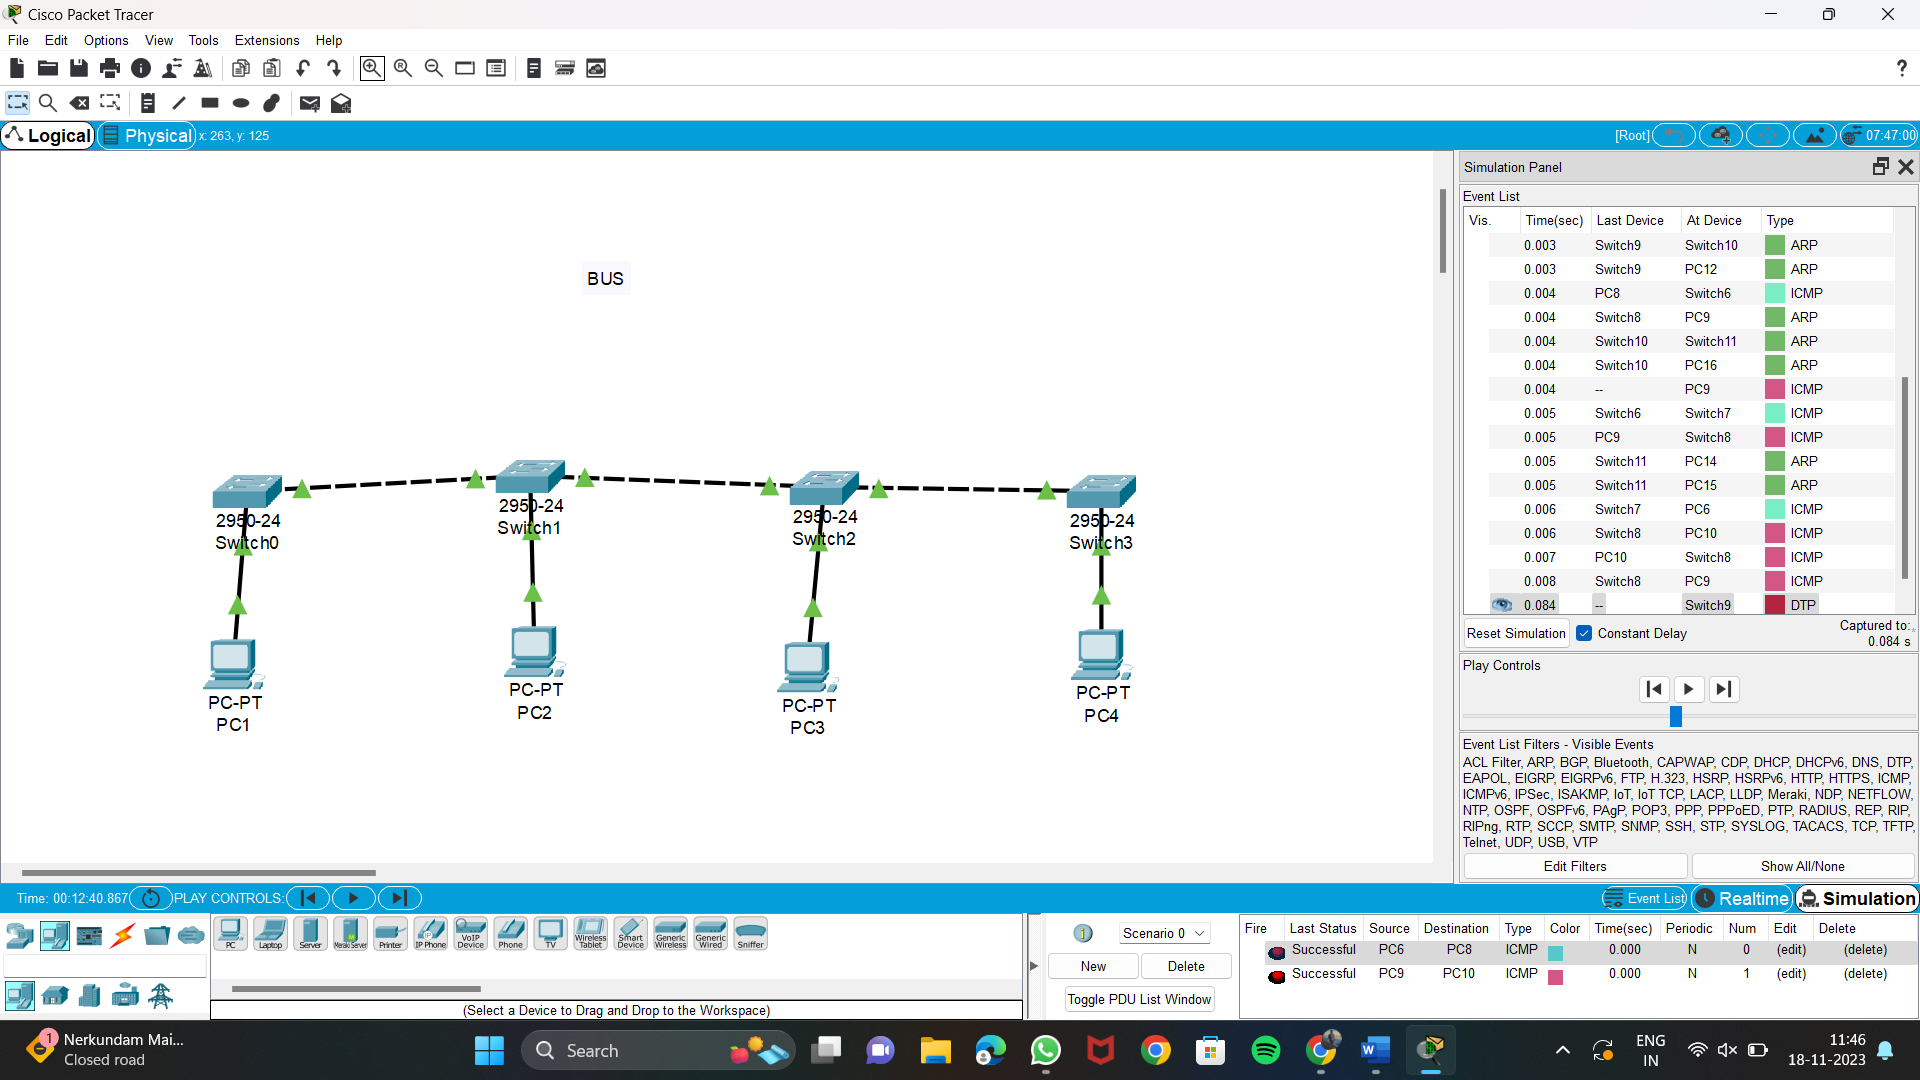 Cisco Packet Tracer
File Edit Options View Tools Extensions Help
Logical Physical x: 263, y: 125 [Root] 07:47:00
BUS
2950-24
Switch0
2950-24
Switch1
2950-24
Switch2
2950-24
Switch3
PC-PT
PC1
PC-PT
PC2
PC-PT
PC3
PC-PT
PC4
Simulation Panel
Event List
Vis. Time(sec) Last Device At Device Type
0.003 Switch9 Switch10 ARP
0.003 Switch9 PC12 ARP
0.004 PC8 Switch6 ICMP
0.004 Switch8 PC9 ARP
0.004 Switch10 Switch11 ARP
0.004 Switch10 PC16 ARP
0.004 -- PC9 ICMP
0.005 Switch6 Switch7 ICMP
0.005 PC9 Switch8 ICMP
0.005 Switch11 PC14 ARP
0.005 Switch11 PC15 ARP
0.006 Switch7 PC6 ICMP
0.006 Switch8 PC10 ICMP
0.007 PC10 Switch8 ICMP
0.008 Switch8 PC9 ICMP
0.084 -- Switch9 DTP
Reset Simulation Constant Delay Captured to:
0.084 s
Play Controls
Event List Filters - Visible Events
ACL Filter, ARP, BGP, Bluetooth, CAPWAP, CDP, DHCP, DHCPv6, DNS, DTP,
EAPOL, EIGRP, EIGRPv6, FTP, H.323, HSRP, HSRPv6, HTTP, HTTPS, ICMP,
ICMPv6, IPSec, ISAKMP, IoT, IoT TCP, LACP, LLDP, Meraki, NDP, NETFLOW,
NTP, OSPF, OSPFv6, PAgP, POP3, PPP, PPPoED, PTP, RADIUS, REP, RIP,
RIPng, RTP, SCCP, SMTP, SNMP, SSH, STP, SYSLOG, TACACS, TCP, TFTP,
Telnet, UDP, USB, VTP
Edit Filters Show All/None
Time: 00:12:40.867 PLAY CONTROLS: Event List Realtime Simulation
PC Laptop Server Meraki Server Printer IP Phone VoIP Device Phone TV Wireless Tablet Smart Device Generic Wireless Generic Wired Sniffer
(Select a Device to Drag and Drop to the Workspace)
Scenario 0
New Delete
Toggle PDU List Window
Fire Last Status Source Destination Type Color Time(sec) Periodic Num Edit Delete
Successful PC6 PC8 ICMP 0.000 N 0 (edit) (delete)
Successful PC9 PC10 ICMP 0.000 N 1 (edit) (delete)
1
Nerkundam Mai...
Closed road
Search
ENG
IN
11:46
18-11-2023